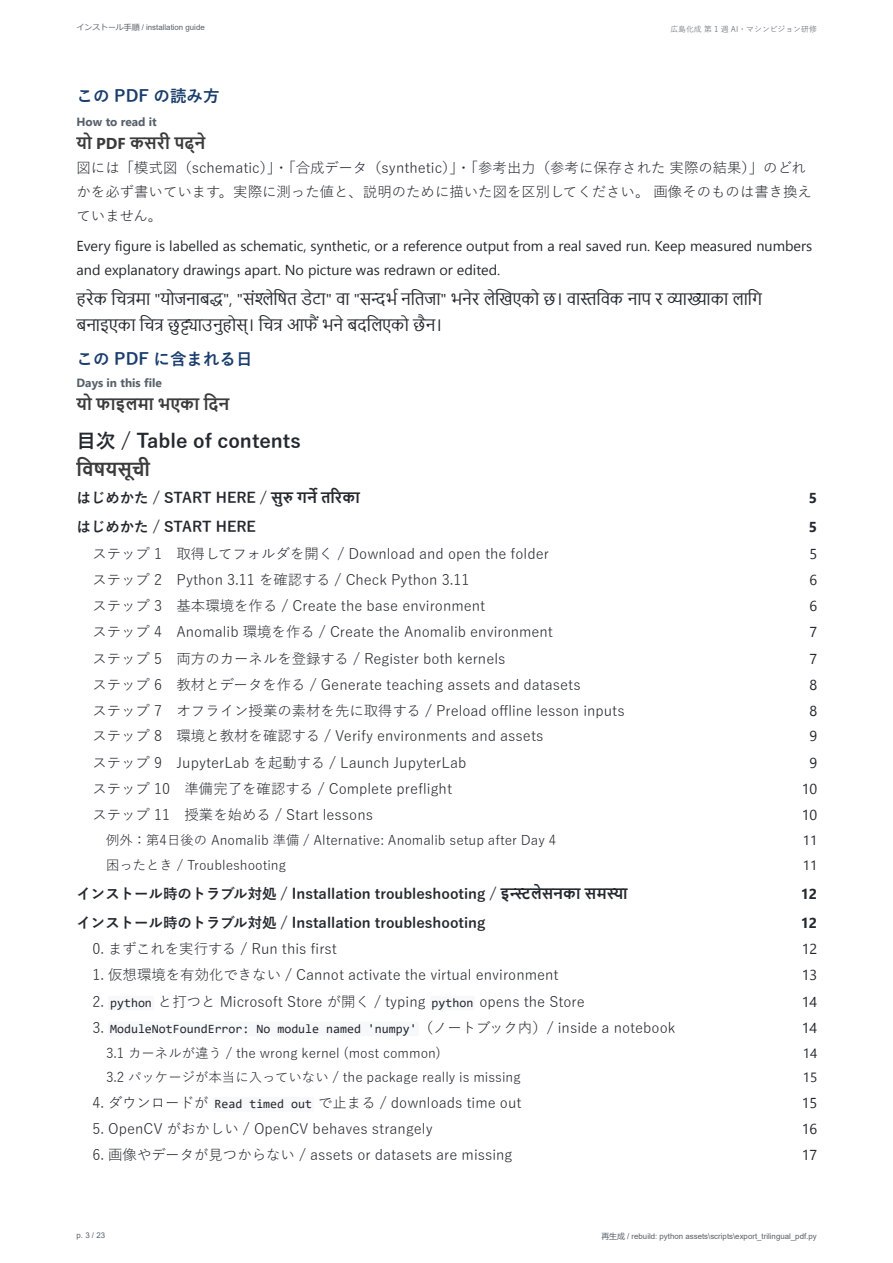 インストール手順 / installation guide
広島化成 第 1 週 AI・マシンビジョン研修
この PDF の読み方
How to read it
यो PDF कसरी पढ्ने
図には「模式図（schematic）」・「合成データ（synthetic）」・「参考出力（参考に保存された 実際の結果）」のどれ
かを必ず書いています。実際に測った値と、説明のために描いた図を区別してください。 画像そのものは書き換え
ていません。
Every figure is labelled as schematic, synthetic, or a reference output from a real saved run. Keep measured numbers
and explanatory drawings apart. No picture was redrawn or edited.
हरेक चित्रमा "योजनाबद्ध", "संश्लेषित डेटा" वा "सन्दर्भ नतिजा" भनेर लेखिएको छ। वास्तविक नाप र व्याख्याका लागि
बनाइएका चित्र छुट्ट्याउनुहोस्। चित्र आफैं भने बदलिएको छैन।
この PDF に含まれる日
Days in this file
यो फाइलमा भएका दिन
目次 / Table of contents
विषयसूची
はじめかた / START HERE / सुरु गर्ने तरिका 5
はじめかた / START HERE 5
ステップ 1 取得してフォルダを開く / Download and open the folder 5
ステップ 2 Python 3.11 を確認する / Check Python 3.11 6
ステップ 3 基本環境を作る / Create the base environment 6
ステップ 4 Anomalib 環境を作る / Create the Anomalib environment 7
ステップ 5 両方のカーネルを登録する / Register both kernels 7
ステップ 6 教材とデータを作る / Generate teaching assets and datasets 8
ステップ 7 オフライン授業の素材を先に取得する / Preload offline lesson inputs 8
ステップ 8 環境と教材を確認する / Verify environments and assets 9
ステップ 9 JupyterLab を起動する / Launch JupyterLab 9
ステップ 10 準備完了を確認する / Complete preflight 10
ステップ 11 授業を始める / Start lessons 10
例外：第4日後の Anomalib 準備 / Alternative: Anomalib setup after Day 4 11
困ったとき / Troubleshooting 11
インストール時のトラブル対処 / Installation troubleshooting / इन्स्टलेसनका समस्या 12
インストール時のトラブル対処 / Installation troubleshooting 12
0. まずこれを実行する / Run this first 12
1. 仮想環境を有効化できない / Cannot activate the virtual environment 13
2. python と打つと Microsoft Store が開く / typing python opens the Store 14
3. ModuleNotFoundError: No module named 'numpy'（ノートブック内）/ inside a notebook 14
3.1 カーネルが違う / the wrong kernel (most common) 14
3.2 パッケージが本当に入っていない / the package really is missing 15
4. ダウンロードが Read timed out で止まる / downloads time out 15
5. OpenCV がおかしい / OpenCV behaves strangely 16
6. 画像やデータが見つからない / assets or datasets are missing 17
p. 3 / 23
再生成 / rebuild: python assets\scripts\export_trilingual_pdf.py